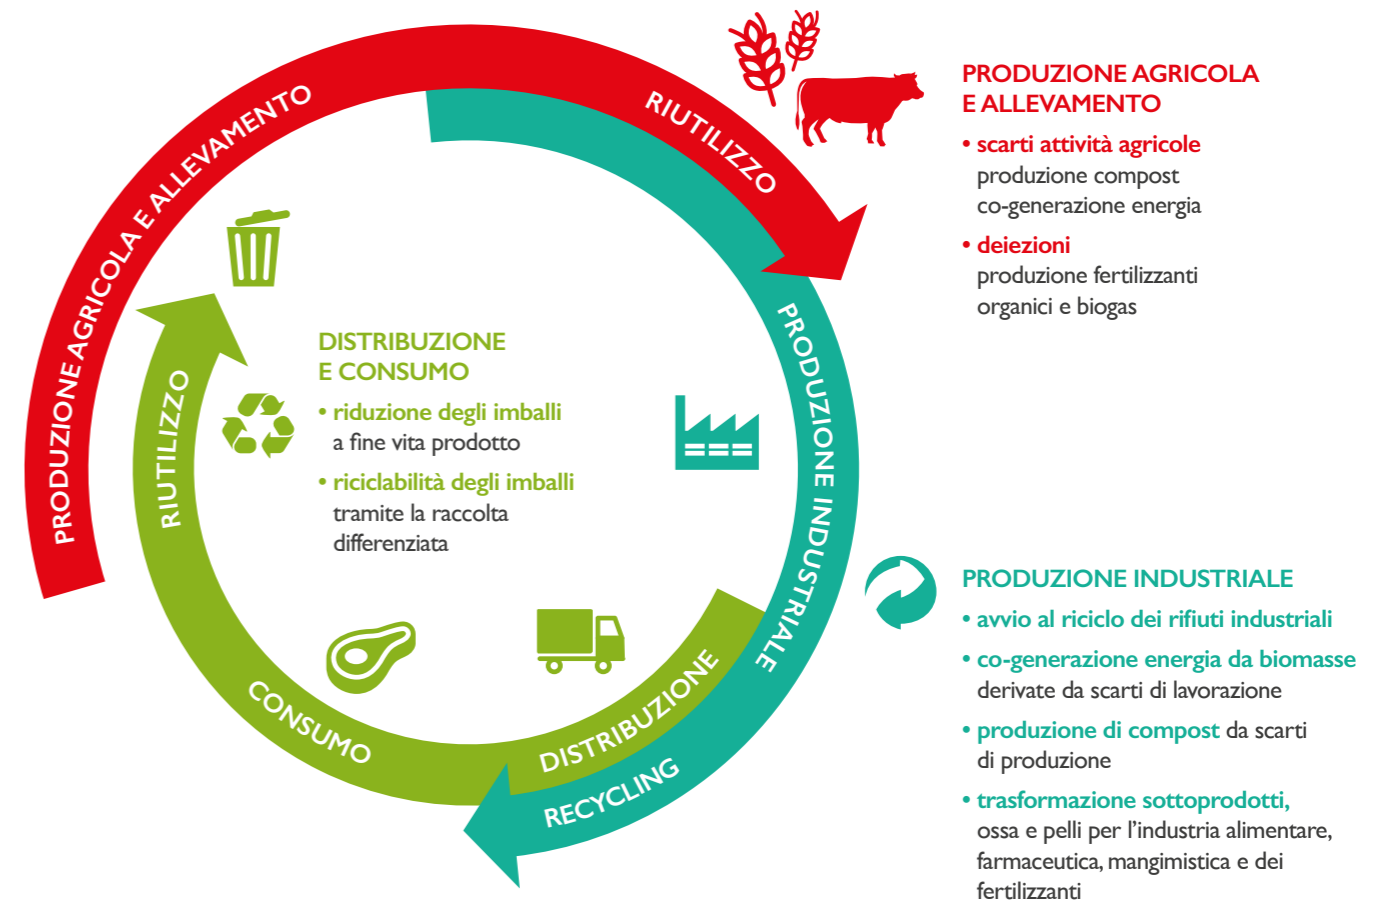 PRODUZIONE AGRICOLA E ALLEVAMENTO
RIUTILIZZO
PRODUZIONE AGRICOLA
E ALLEVAMENTO
• scarti attività agricole
produzione compost
co-generazione energia
• deiezioni
produzione fertilizzanti
organici e biogas
PRODUZIONE INDUSTRIALE
RECYCLING
DISTRIBUZIONE
CONSUMO
RIUTILIZZO
DISTRIBUZIONE
E CONSUMO
• riduzione degli imballi
a fine vita prodotto
• riciclabilità degli imballi
tramite la raccolta
differenziata
PRODUZIONE INDUSTRIALE
• avvio al riciclo dei rifiuti industriali
• co-generazione energia da biomasse
derivate da scarti di lavorazione
• produzione di compost da scarti
di produzione
• trasformazione sottoprodotti,
ossa e pelli per l’industria alimentare,
farmaceutica, mangimistica e dei
fertilizzanti